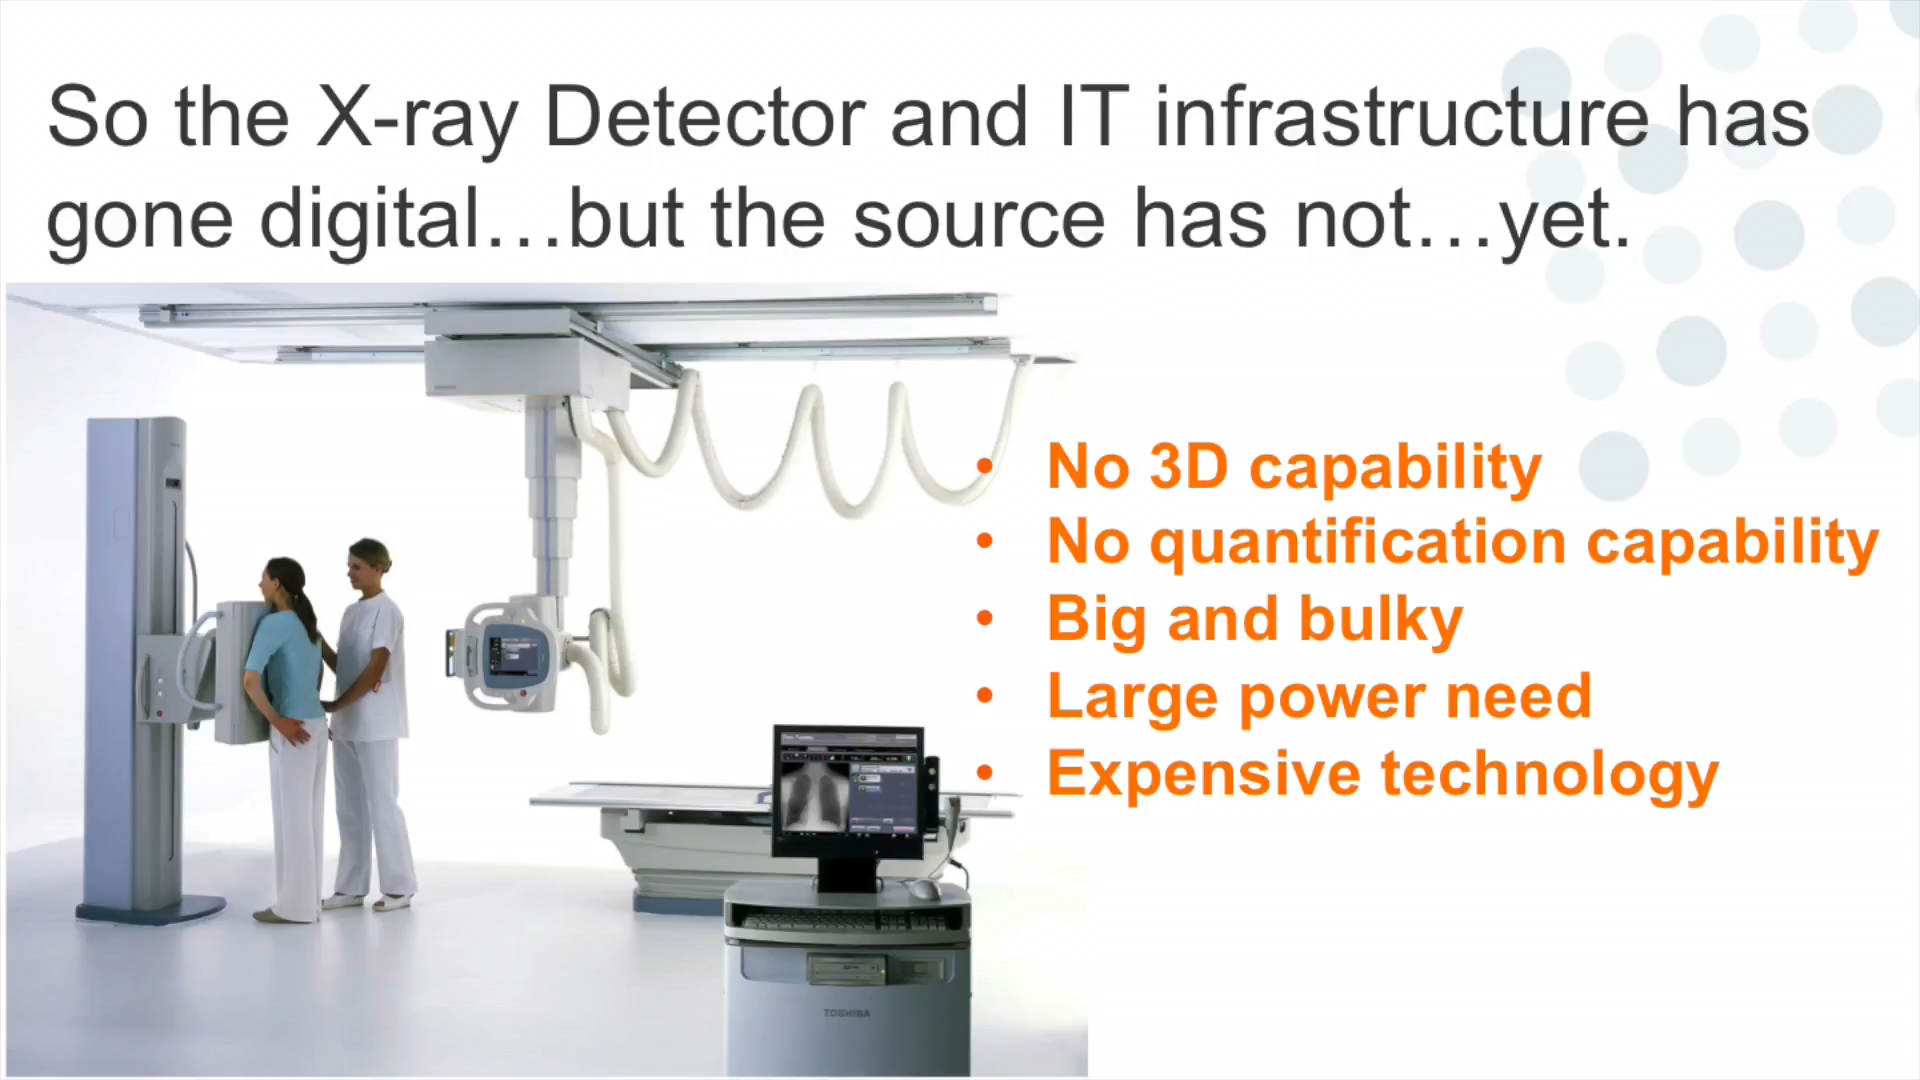 So the X-ray Detector and IT infrastructure has
gone digital…but the source has not…yet.
• No 3D capability
• No quantification capability
• Big and bulky
• Large power need
• Expensive technology
TOSHIBA